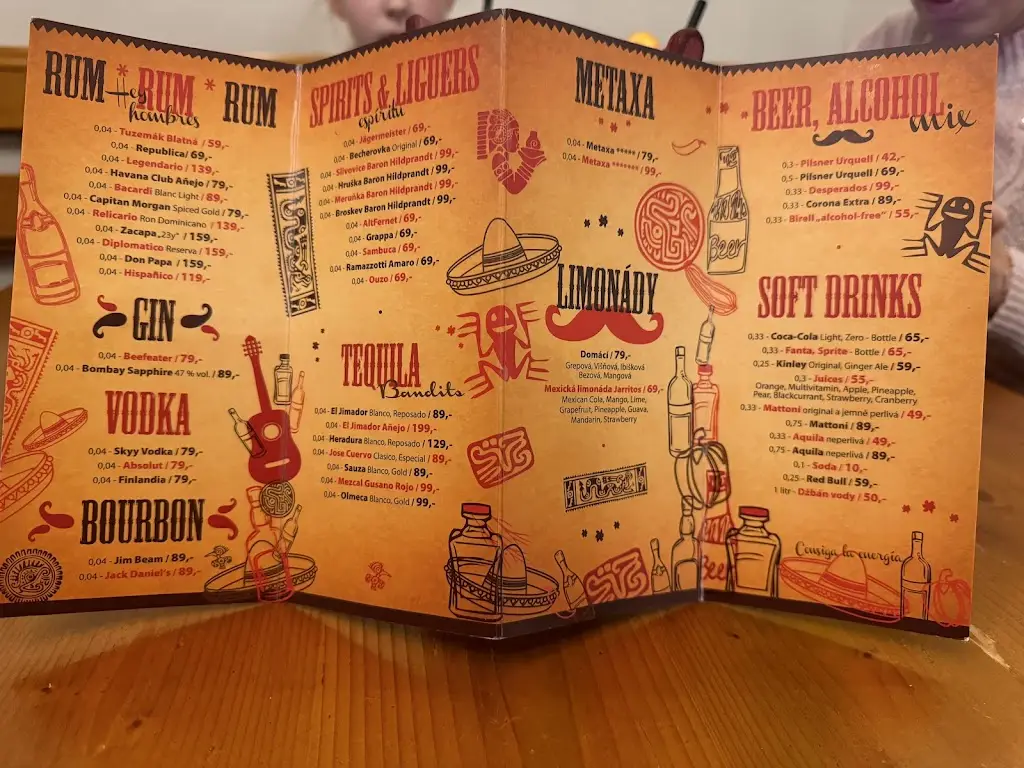 RUM * RUM * RUM
Hey hombres
0,04 - Tuzemák Blatná / 59,-
0,04 - Republica / 69,-
0,04 - Legendario / 139,-
0,04 - Havana Club Añejo / 79,-
0,04 - Bacardi Blanc Light / 89,-
0,04 - Capitan Morgan Spiced Gold / 79,-
0,04 - Relicario Ron Dominicano / 139,-
0,04 - Zacapa „23y" / 159,-
0,04 - Diplomatico Reserva / 159,-
0,04 - Don Papa / 159,-
0,04 - Hispañico / 119,-
GIN
0,04 - Beefeater / 79,-
0,04 - Bombay Sapphire 47 % vol. / 89,-
VODKA
0,04 - Skyy Vodka / 79,-
0,04 - Absolut / 79,-
0,04 - Finlandia / 79,-
BOURBON
0,04 - Jim Beam / 89,-
0,04 - Jack Daniel's / 89,-
SPIRITS & LIGUERS
espíritu
0,04 - Jägermeister / 69,-
0,04 - Becherovka Original / 69,-
0,04 - Slivovice Baron Hildprandt / 99,-
0,04 - Hruška Baron Hildprandt / 99,-
0,04 - Meruňka Baron Hildprandt / 99,-
0,04 - Broskev Baron Hildprandt / 99,-
0,04 - AltFernet / 69,-
0,04 - Grappa / 69,-
0,04 - Sambuca / 69,-
0,04 - Ramazzotti Amaro / 69,-
0,04 - Ouzo / 69,-
TEQUILA
Bandits
0,04 - El Jimador Blanco, Reposado / 89,-
0,04 - El Jimador Añejo / 199,-
0,04 - Heradura Blanco, Reposado / 129,-
0,04 - Jose Cuervo Clasico, Especial / 89,-
0,04 - Sauza Blanco, Gold / 89,-
0,04 - Mezcal Gusano Rojo / 99,-
0,04 - Olmeca Blanco, Gold / 99,-
METAXA
0,04 - Metaxa ***** / 79,-
0,04 - Metaxa ******* / 99,-
Beer
LIMONÁDY
Domácí / 79,-
Grepová, Višňová, Ibišková
Bezová, Mangová
Mexická limonáda Jarritos / 69,-
Mexican Cola, Mango, Lime,
Grapefruit, Pineapple, Guava,
Mandarin, Strawberry
BEER, ALCOHOL
mix
0,3 - Pilsner Urquell / 42,-
0,5 - Pilsner Urquell / 69,-
0,33 - Desperados / 99,-
0,33 - Corona Extra / 89,-
0,33 - Birell „alcohol-free" / 55,-
SOFT DRINKS
0,33 - Coca-Cola Light, Zero - Bottle / 65,-
0,33 - Fanta, Sprite - Bottle / 65,-
0,25 - Kinley Original, Ginger Ale / 59,-
0,3 - Juices / 55,-
Orange, Multivitamin, Apple, Pineapple,
Pear, Blackcurrant, Strawberry, Cranberry
0,33 - Mattoni original a jemně perlivá / 49,-
0,75 - Mattoni / 89,-
0,33 - Aquila neperlivá / 49,-
0,75 - Aquila neperlivá / 89,-
0,1 - Soda / 10,-
0,25 - Red Bull / 59,-
1 litr - Džbán vody / 50,-
Consiga la energía
Beer